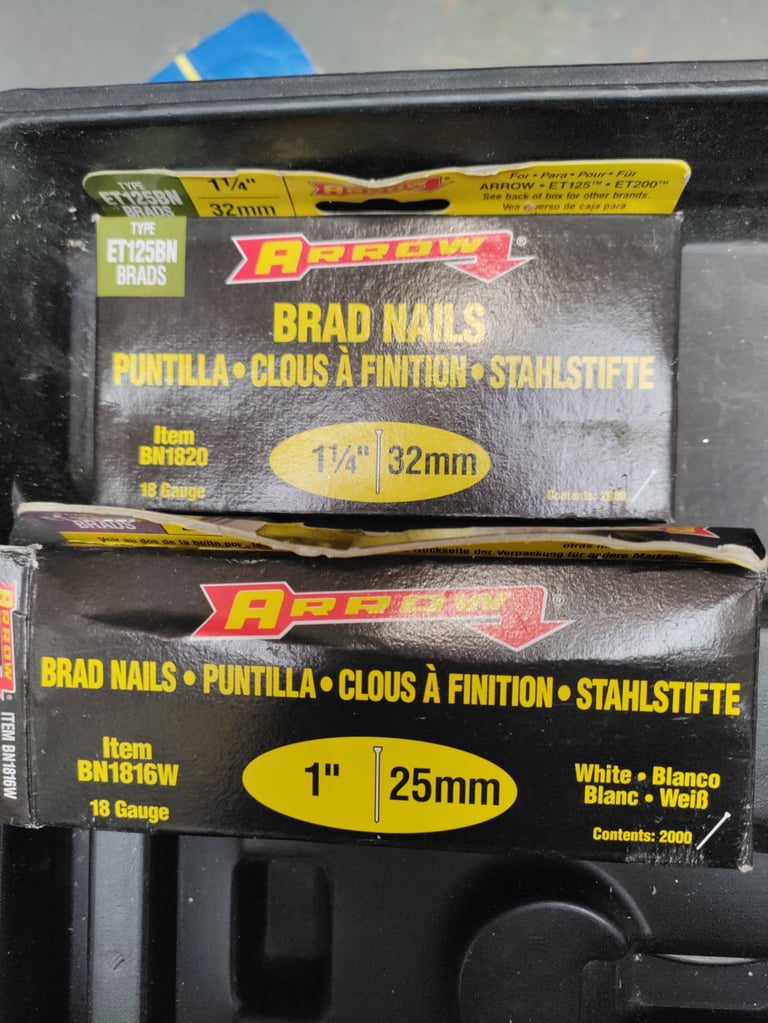 TYPE
ET125BN
BRADS
1¼"
32mm
ARROW
For • Para • Pour • Für
ARROW • ET125™ • ET200™
See back of box for other brands.
TYPE
ET125BN
BRADS
ARROW®
BRAD NAILS
PUNTILLA • CLOUS À FINITION • STAHLSTIFTE
Item
BN1820
18 Gauge
1¼" 32mm
Contents: 2000
BRADS
ARROW®
BRAD NAILS • PUNTILLA • CLOUS À FINITION • STAHLSTIFTE
Item
BN1816W
18 Gauge
1" 25mm
White • Blanco
Blanc • Weiß
Contents: 2000
ARROW
ITEM BN1816W